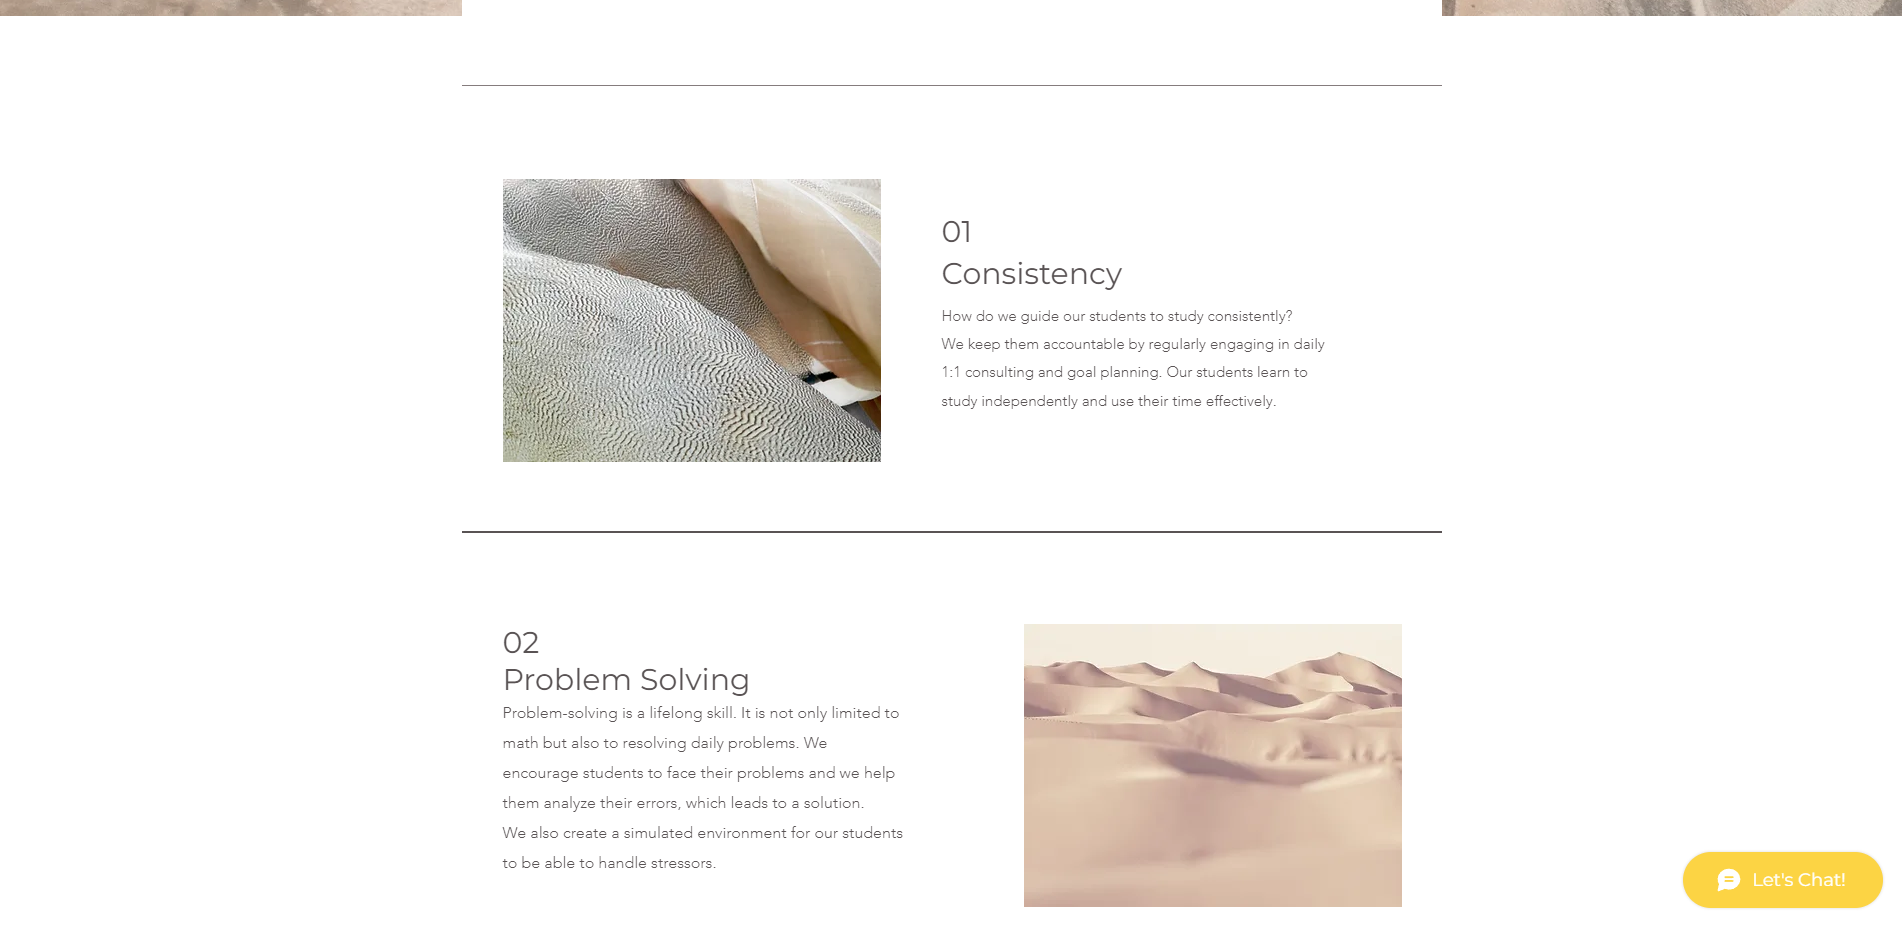 01
Consistency
How do we guide our students to study consistently?
We keep them accountable by regularly engaging in daily
1:1 consulting and goal planning. Our students learn to
study independently and use their time effectively.
02
Problem Solving
Problem-solving is a lifelong skill. It is not only limited to
math but also to resolving daily problems. We
encourage students to face their problems and we help
them analyze their errors, which leads to a solution.
We also create a simulated environment for our students
to be able to handle stressors.
Let's Chat!